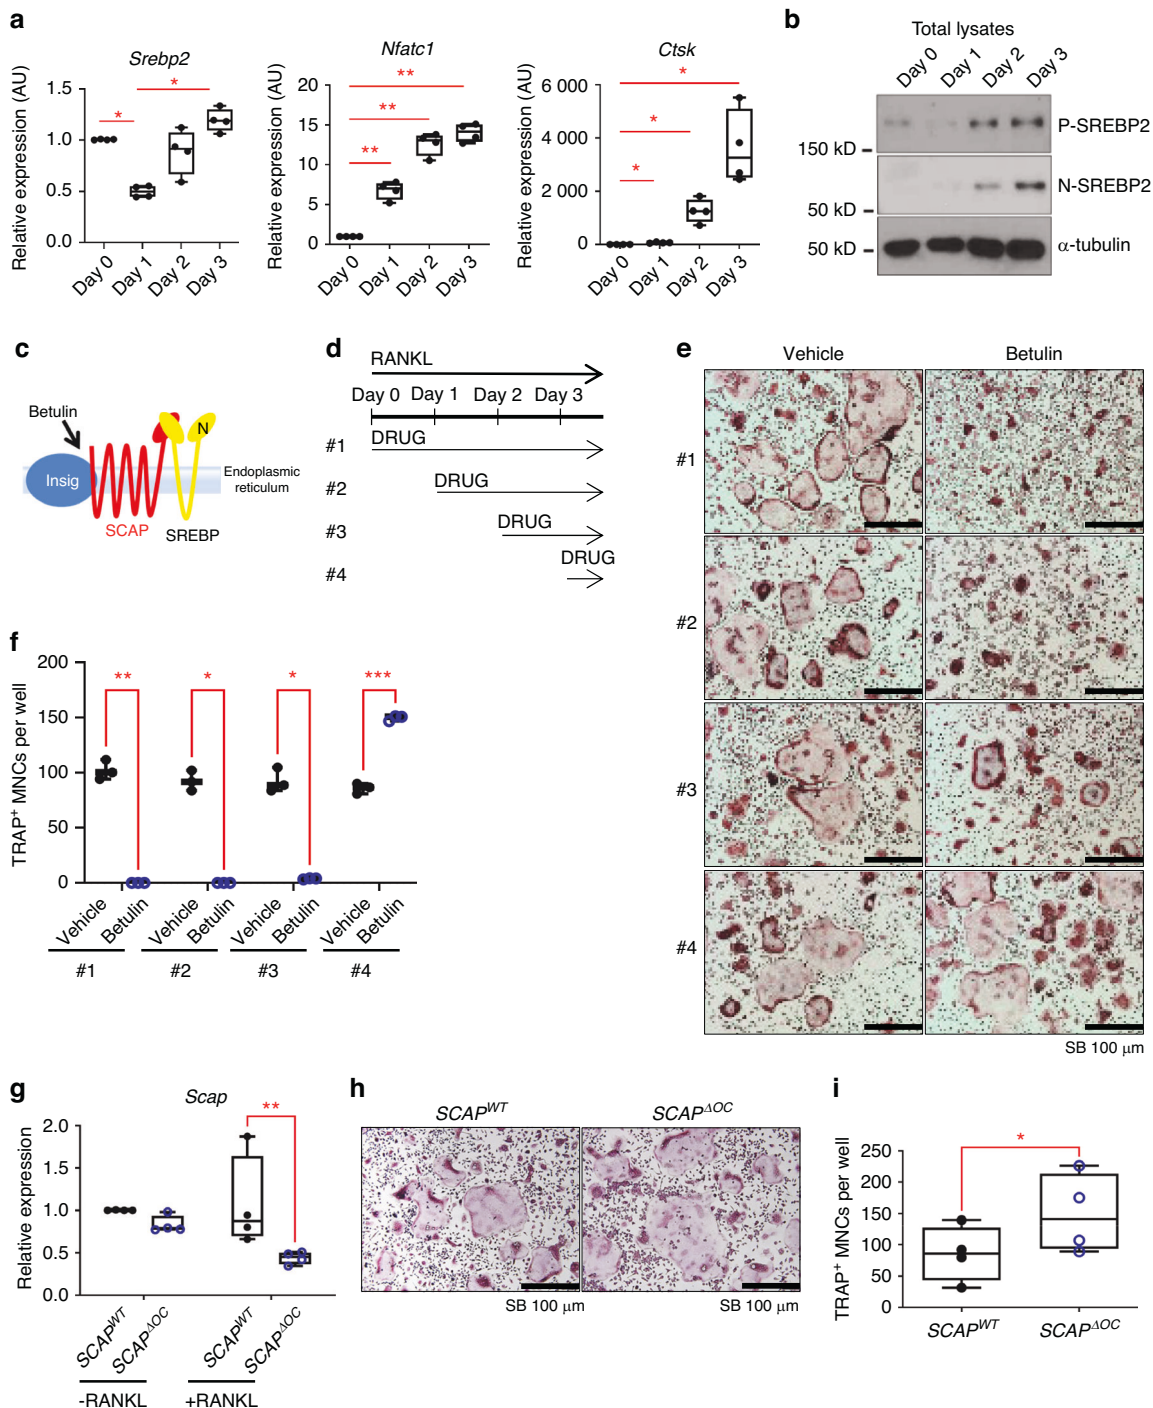 a
Srebp2
Relative expression (AU)
1.5
1.0
0.5
0.0
* *
Day 0 Day 1 Day 2 Day 3
Nfatc1
Relative expression (AU)
20
15
10
5
0
** ** **
Day 0 Day 1 Day 2 Day 3
Ctsk
Relative expression (AU)
6 000
4 000
2 000
0
* * *
Day 0 Day 1 Day 2 Day 3
b
Total lysates
Day 0 Day 1 Day 2 Day 3
P-SREBP2
150 kD
N-SREBP2
50 kD
50 kD α-tubulin
c
Betulin
N
Insig
Endoplasmic
reticulum
SCAP
SREBP
d
RANKL
Day 0 Day 1 Day 2 Day 3
#1 DRUG
#2 DRUG
#3 DRUG
#4 DRUG
e
Vehicle Betulin
#1
#2
#3
#4
SB 100 μm
f
TRAP+ MNCs per well
200
150
100
50
0
** * * ***
Vehicle Betulin Vehicle Betulin Vehicle Betulin Vehicle Betulin
#1 #2 #3 #4
g
Scap
Relative expression
2.0
1.5
1.0
0.5
0.0
**
SCAPWT SCAPΔOC SCAPWT SCAPΔOC
-RANKL +RANKL
h
SCAPWT SCAPΔOC
SB 100 μm SB 100 μm
i
TRAP+ MNCs per well
250
200
150
100
50
0
*
SCAPWT SCAPΔOC